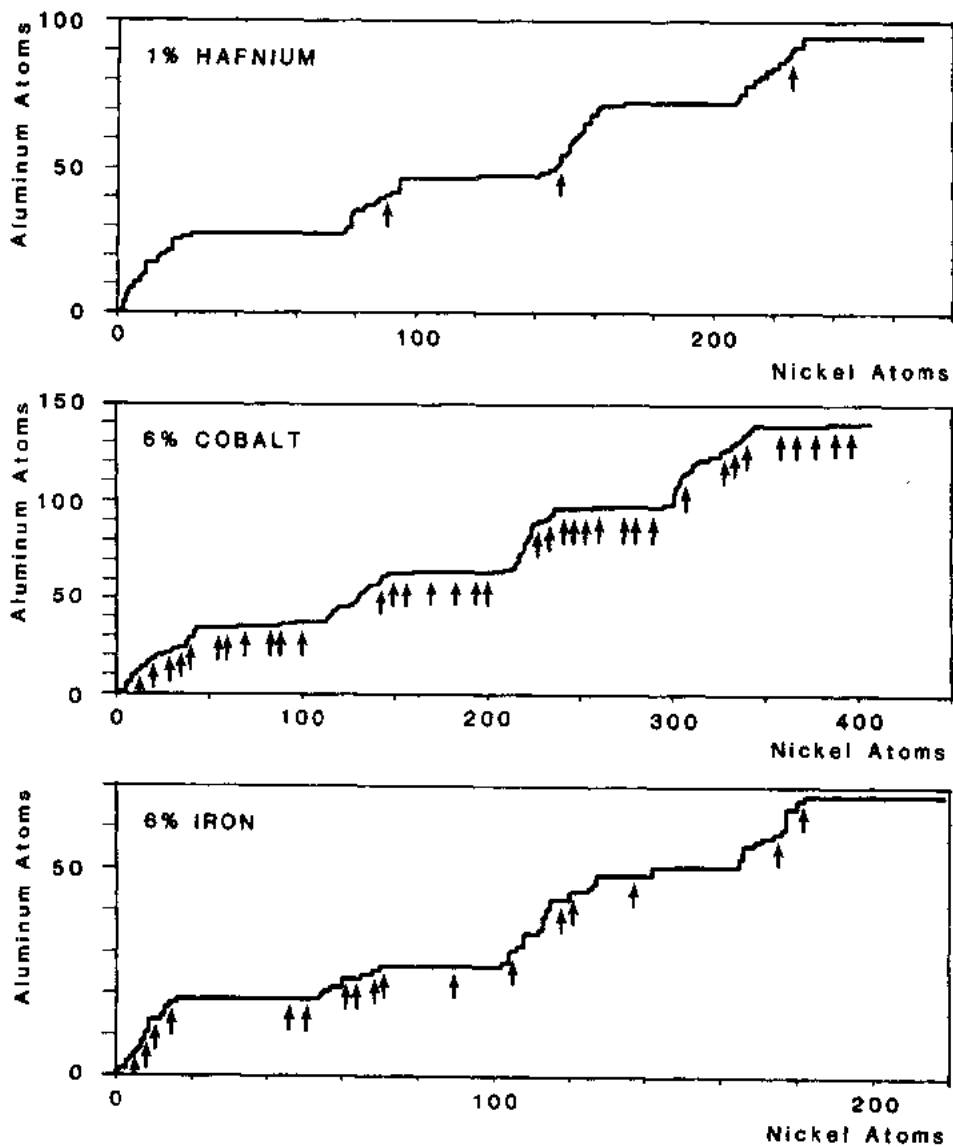 100
1% HAFNIUM
Aluminum Atoms
50
0
0 100 200
Nickel Atoms
150
6% COBALT
Aluminum Atoms
100
50
0
0 100 200 300 400
Nickel Atoms
6% IRON
Aluminum Atoms
50
0
0 100 200
Nickel Atoms